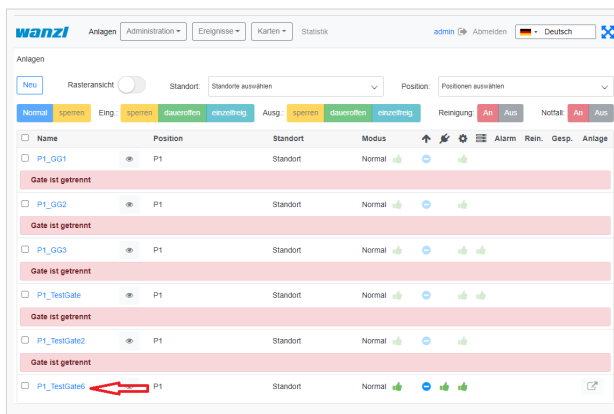 wanzl Anlagen Administration Ereignisse Karten Statistik admin Abmelden Deutsch
Anlagen
Neu Rasteransicht Standort: Standorte auswählen Position: Positionen auswählen
Normal sperren Eing.: sperren daueroffen einzelfreig. Ausg.: sperren daueroffen einzelfreig. Reinigung: An Aus Notfall: An Aus
Name Position Standort Modus Alarm Rein. Gesp. Anlage
P1_GG1 P1 Standort Normal
Gate ist getrennt
P1_GG2 P1 Standort Normal
Gate ist getrennt
P1_GG3 P1 Standort Normal
Gate ist getrennt
P1_TestGate P1 Standort Normal
Gate ist getrennt
P1_TestGate2 P1 Standort Normal
Gate ist getrennt
P1_TestGate6 P1 Standort Normal